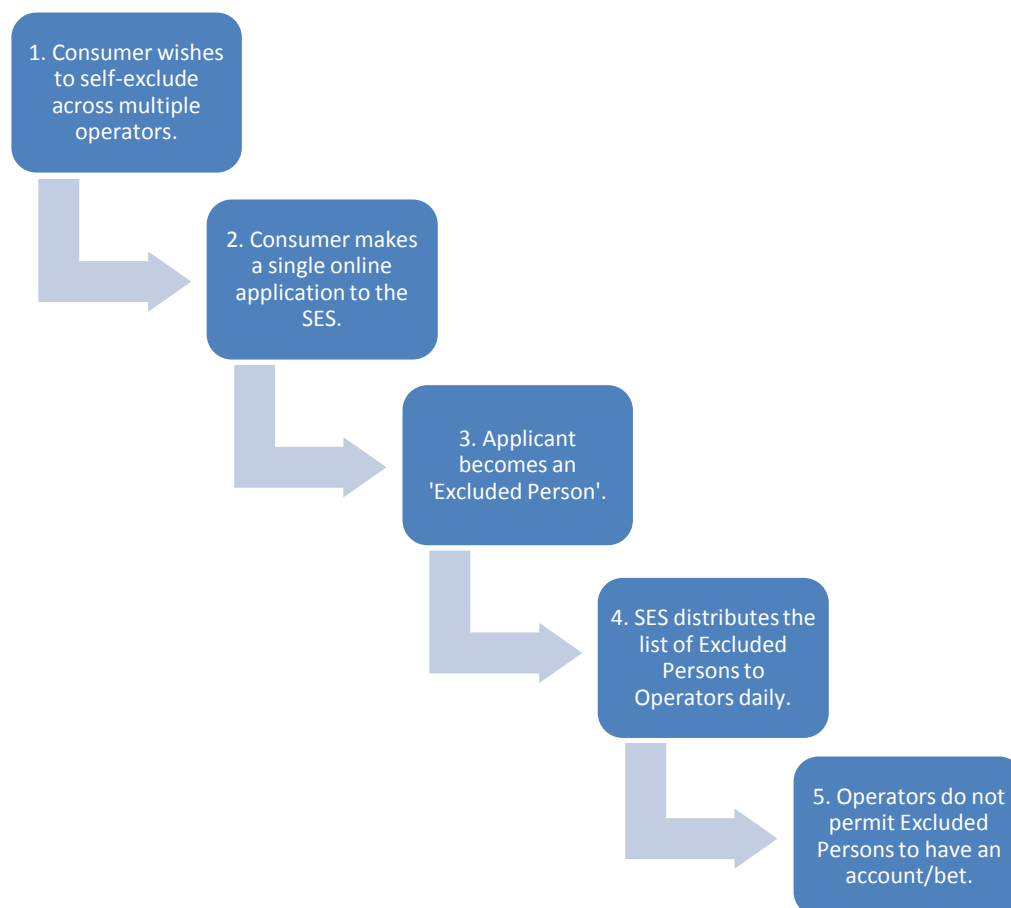 1. Consumer wishes
to self-exclude
across multiple
operators.
2. Consumer makes
a single online
application to the
SES.
3. Applicant
becomes an
'Excluded Person'.
4. SES distributes the
list of Excluded
Persons to
Operators daily.
5. Operators do not
permit Excluded
Persons to have an
account/bet.